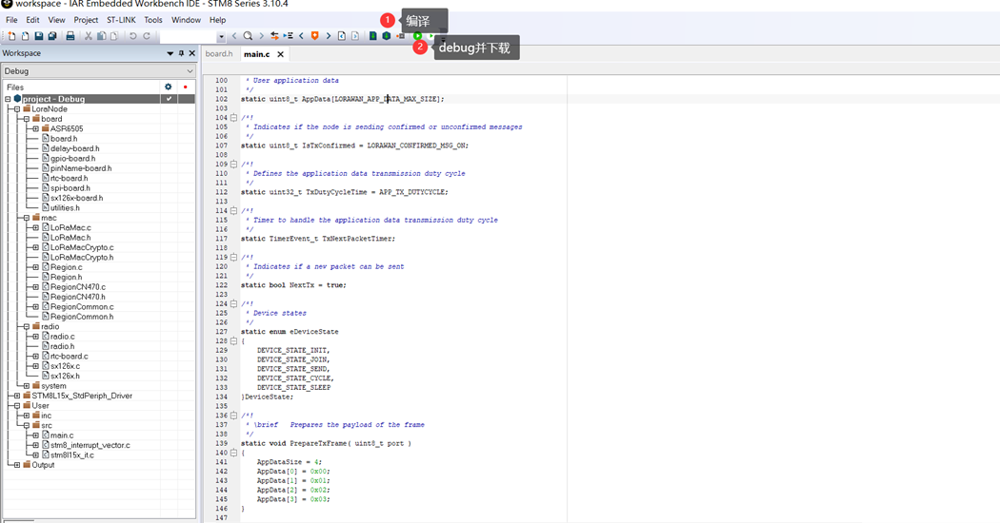 workspace - IAR Embedded Workbench IDE - STM8 Series 3.10.4
File Edit View Project ST-LINK Tools Window Help
1 编译
2 debug并下载
Workspace
board.h main.c
Debug
Files
project - Debug
LoraNode
board
ASR6505
board.h
delay-board.h
gpio-board.h
pinName-board.h
rtc-board.h
spi-board.h
sx126x-board.h
utilities.h
mac
LoRaMac.c
LoRaMac.h
LoRaMacCrypto.c
LoRaMacCrypto.h
Region.c
Region.h
RegionCN470.c
RegionCN470.h
RegionCommon.c
RegionCommon.h
radio
radio.c
radio.h
rtc-board.c
sx126x.c
sx126x.h
system
STM8L15x_StdPeriph_Driver
User
inc
src
main.c
stm8_interrupt_vector.c
stm8l15x_it.c
Output
100 * User application data
101 */
102 static uint8_t AppData[LORAWAN_APP_DATA_MAX_SIZE];
103
104 /*!
105 * Indicates if the node is sending confirmed or unconfirmed messages
106 */
107 static uint8_t IsTxConfirmed = LORAWAN_CONFIRMED_MSG_ON;
108
109 /*!
110 * Defines the application data transmission duty cycle
111 */
112 static uint32_t TxDutyCycleTime = APP_TX_DUTYCYCLE;
113
114 /*!
115 * Timer to handle the application data transmission duty cycle
116 */
117 static TimerEvent_t TxNextPacketTimer;
118
119 /*!
120 * Indicates if a new packet can be sent
121 */
122 static bool NextTx = true;
123
124 /*!
125 * Device states
126 */
127 static enum eDeviceState
128 {
129 DEVICE_STATE_INIT,
130 DEVICE_STATE_JOIN,
131 DEVICE_STATE_SEND,
132 DEVICE_STATE_CYCLE,
133 DEVICE_STATE_SLEEP
134 }DeviceState;
135
136 /*!
137 * \brief Prepares the payload of the frame
138 */
139 static void PrepareTxFrame( uint8_t port )
140 {
141 AppDataSize = 4;
142 AppData[0] = 0x00;
143 AppData[1] = 0x01;
144 AppData[2] = 0x02;
145 AppData[3] = 0x03;
146 }
147